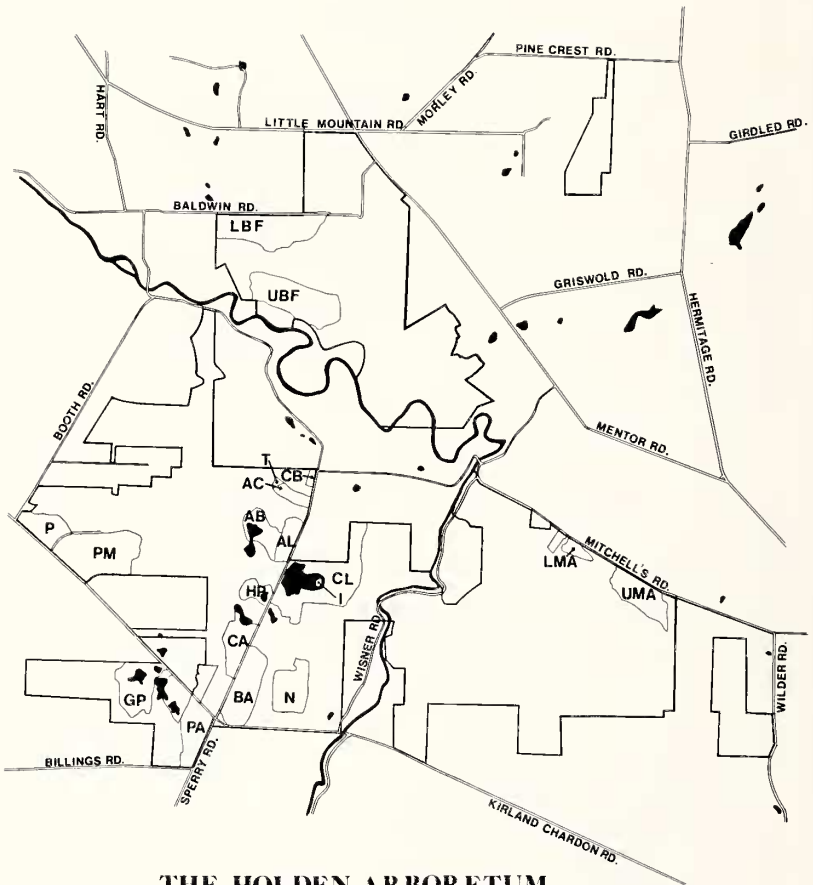 PINE CREST RD.
MORLEY RD.
HART RD.
LITTLE MOUNTAIN RD.
GIRDLED RD.
BALDWIN RD.
LBF
UBF
GRISWOLD RD.
HERMITAGE RD.
BOOTH RD.
MENTOR RD.
T
CB
AC
AB
AL
P
PM
LMA
MITCHELL'S RD.
UMA
HB
CL
I
CA
WISNER RD.
WILDER RD.
GP
BA
N
PA
BILLINGS RD.
SPERRY RD.
KIRLAND CHARDON RD.
THE HOLDEN ARBORETUM